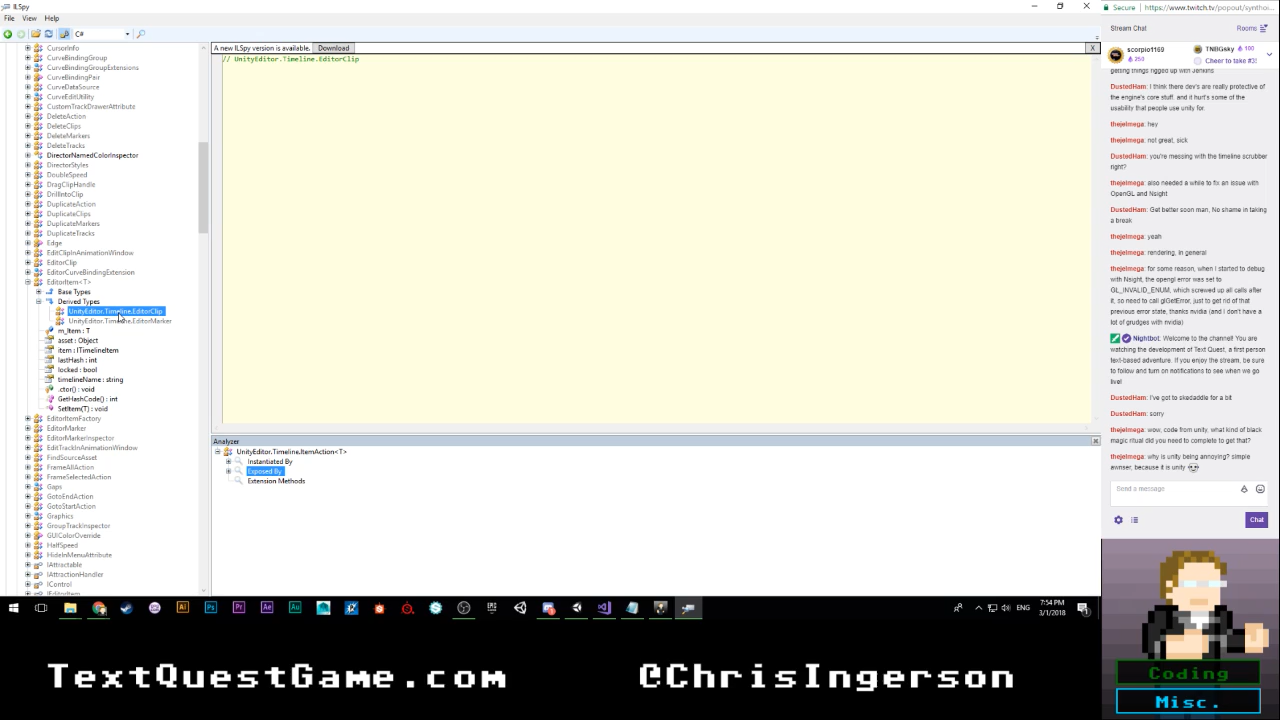 ILSpy
File View Help
C#
CursorInfo
CurveBindingGroup
CurveBindingGroupExtensions
CurveBindingPair
CurveDataSource
CurveEditUtility
CustomTrackDrawerAttribute
DeleteAction
DeleteClips
DeleteMarkers
DeleteTracks
DirectorNamedColorInspector
DirectorStyles
DoubleSpeed
DragClipHandle
DrillIntoClip
DuplicateAction
DuplicateClips
DuplicateMarkers
DuplicateTracks
Edge
EditClipInAnimationWindow
EditorClip
EditorCurveBindingExtension
EditorItem<T>
Base Types
Derived Types
UnityEditor.Timeline.EditorClip
UnityEditor.Timeline.EditorMarker
m_Item : T
asset : Object
item : ITimelineItem
lastHash : int
locked : bool
timelineName : string
.ctor() : void
GetHashCode() : int
SetItem(T) : void
EditorItemFactory
EditorMarker
EditorMarkerInspector
EditTrackInAnimationWindow
FindSourceAsset
FrameAllAction
FrameSelectedAction
Gaps
GotoEndAction
GotoStartAction
Graphics
GroupTrackInspector
GUIColorOverride
HalfSpeed
HideInMenuAttribute
IAttractable
IAttractionHandler
IControl
IEditorItem
A new ILSpy version is available. Download X
// UnityEditor.Timeline.EditorClip
Analyzer
UnityEditor.Timeline.ItemAction<T>
Instantiated By
Exposed By
Extension Methods
Secure https://www.twitch.tv/popout/synthor
Stream Chat Rooms
scorpio1169
250
TNBGsky 100
Cheer to take #3!
getting things rigged up with Jenkins
DustedHam: I think there dev's are really protective of
the engine's core stuff. and it hurt's some of the
usability that people use unity for.
thejelmega: hey
thejelmega: not great, sick
DustedHam: you're messing with the timeline scrubber
right?
thejelmega: also needed a while to fix an issue with
OpenGL and Nsight
DustedHam: Get better soon man, No shame in taking
a break
thejelmega: yeah
thejelmega: rendering, in general
thejelmega: for some reason, when I started to debug
with Nsight, the opengl error was set to
GL_INVALID_ENUM, which screwed up all calls after
it, so need to call glGetError, just to get rid of that
previous error state, thanks nvidia (and I don't have a
lot of grudges with nvidia)
Nightbot: Welcome to the channel! You are
watching the development of Text Quest, a first person
text-based adventure. If you enjoy the stream, be sure
to follow and turn on notifications to see when we go
live!
DustedHam: I've got to skedaddle for a bit
DustedHam: sorry
thejelmega: wow, code from unity, what kind of black
magic ritual did you need to complete to get that?
thejelmega: why is unity being annoying? simple
awnser, because it is unity
Send a message
Chat
Ai Ps Pr Ae Au
ENG
7:54 PM
3/1/2018
TextQuestGame.com @ChrisIngerson
Coding
Misc.